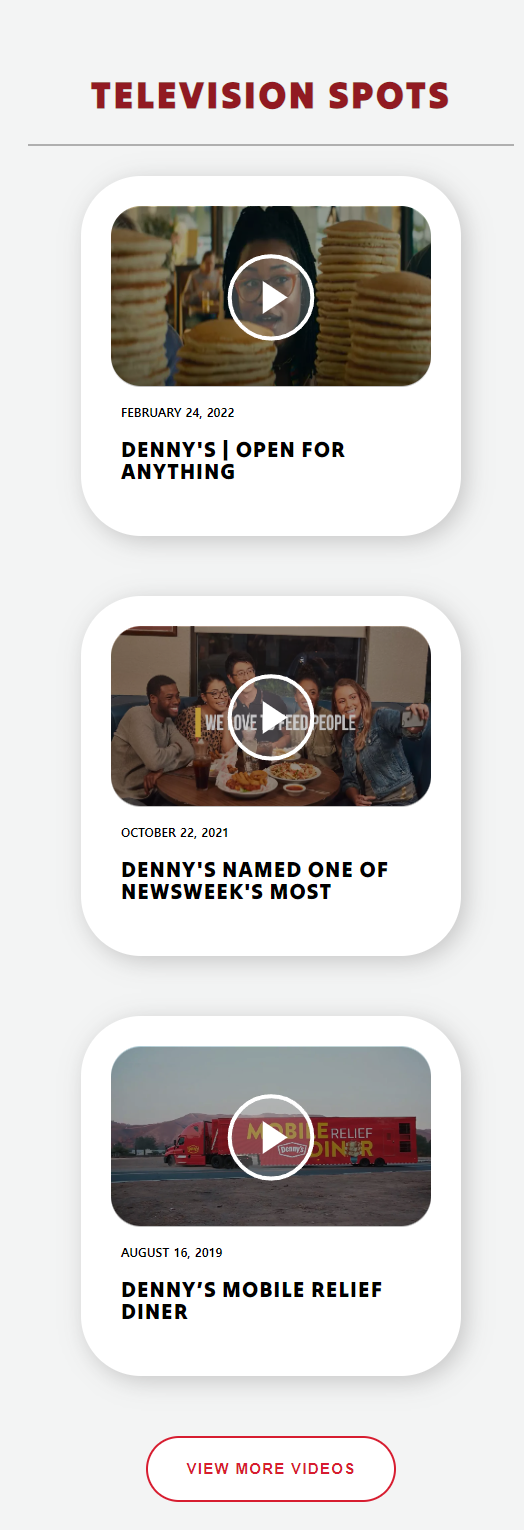 TELEVISION SPOTS
FEBRUARY 24, 2022
DENNY'S | OPEN FOR
ANYTHING
WE LOVE TO FEED PEOPLE
OCTOBER 22, 2021
DENNY'S NAMED ONE OF
NEWSWEEK'S MOST
MOBILE RELIEF
Denny's DINER
AUGUST 16, 2019
DENNY’S MOBILE RELIEF
DINER
VIEW MORE VIDEOS